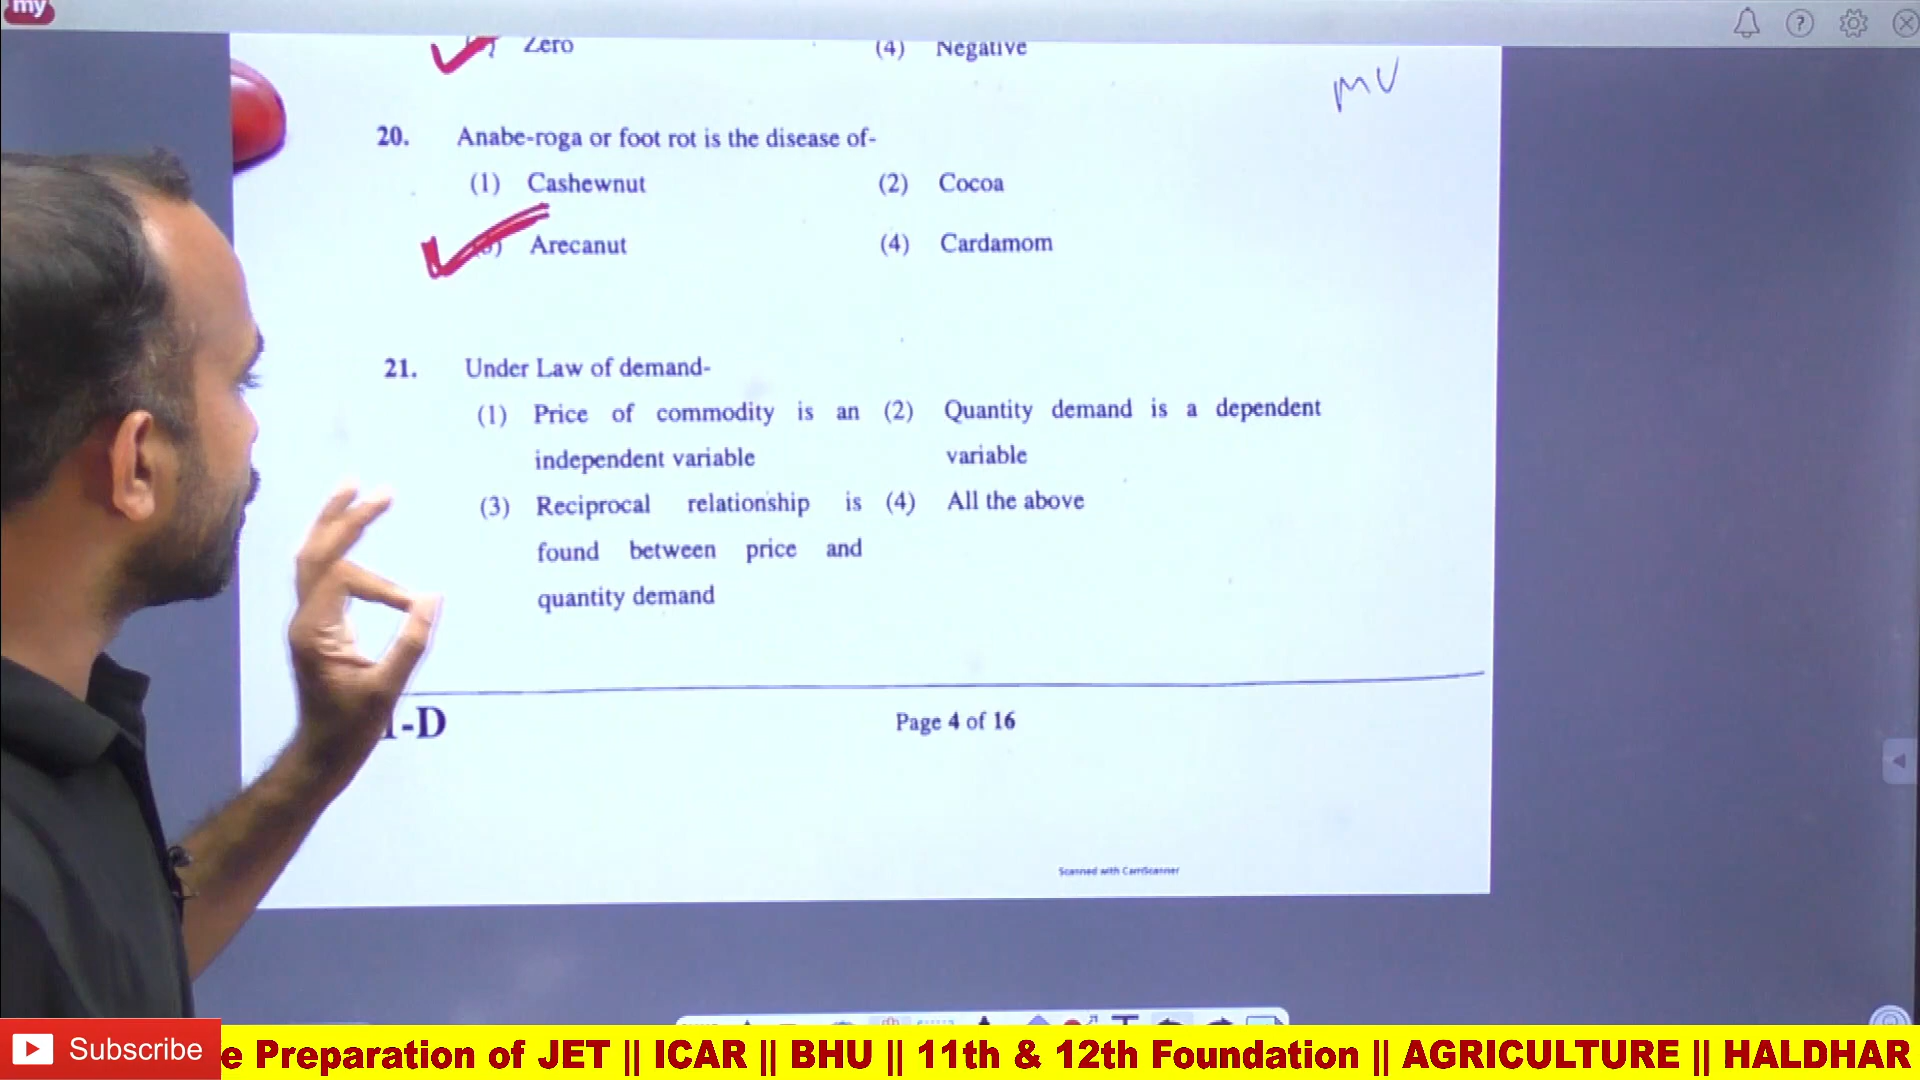 my
Zero (4) Negative
MU
20. Anabe-roga or foot rot is the disease of-
(1) Cashewnut (2) Cocoa
Arecanut (4) Cardamom
21. Under Law of demand-
(1) Price of commodity is an (2) Quantity demand is a dependent
independent variable variable
(3) Reciprocal relationship is (4) All the above
found between price and
quantity demand
1-D Page 4 of 16
Scanned with CamScanner
Subscribe e Preparation of JET || ICAR || BHU || 11th & 12th Foundation || AGRICULTURE || HALDHAR